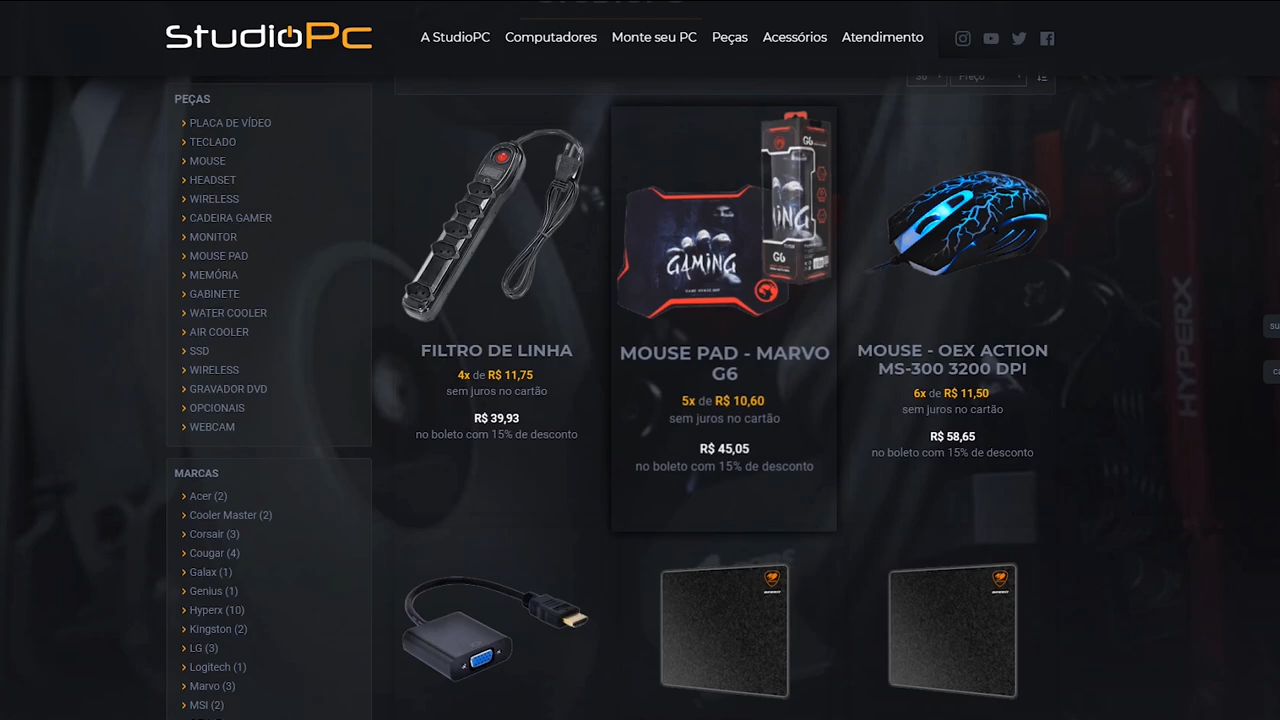 StudioPc
A StudioPC Computadores Monte seu PC Peças Acessórios Atendimento
36 Preço
PEÇAS
PLACA DE VÍDEO
TECLADO
MOUSE
HEADSET
WIRELESS
CADEIRA GAMER
MONITOR
MOUSE PAD
MEMÓRIA
GABINETE
WATER COOLER
AIR COOLER
SSD
WIRELESS
GRAVADOR DVD
OPCIONAIS
WEBCAM
MARCAS
Acer (2)
Cooler Master (2)
Corsair (3)
Cougar (4)
Galax (1)
Genius (1)
Hyperx (10)
Kingston (2)
LG (3)
Logitech (1)
Marvo (3)
MSI (2)
FILTRO DE LINHA
4x de R$ 11,75
sem juros no cartão
R$ 39,93
no boleto com 15% de desconto
GAMING
G6
G6
MOUSE PAD - MARVO
G6
5x de R$ 10,60
sem juros no cartão
R$ 45,05
no boleto com 15% de desconto
MOUSE - OEX ACTION
MS-300 3200 DPI
6x de R$ 11,50
sem juros no cartão
R$ 58,65
no boleto com 15% de desconto
HYPERX